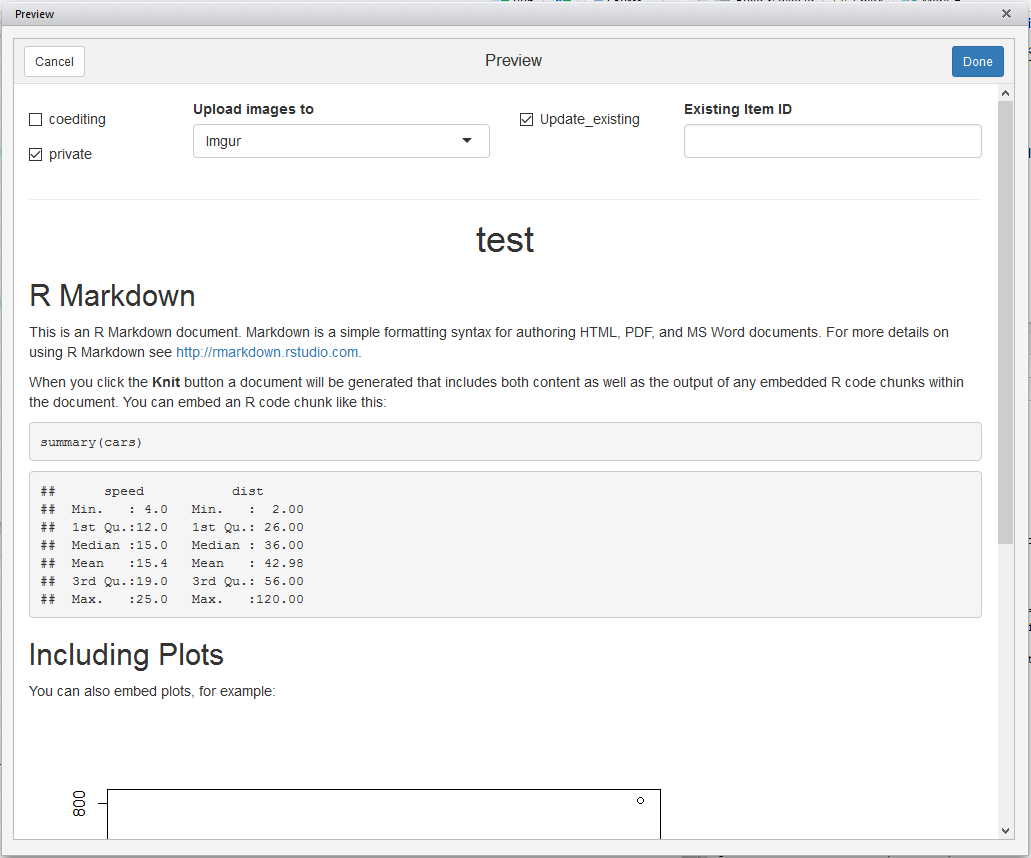 Preview
Cancel
Preview
Done
coediting
private
Upload images to
Imgur
Update_existing
Existing Item ID
test
R Markdown
This is an R Markdown document. Markdown is a simple formatting syntax for authoring HTML, PDF, and MS Word documents. For more details on
using R Markdown see http://rmarkdown.rstudio.com.
When you click the Knit button a document will be generated that includes both content as well as the output of any embedded R code chunks within
the document. You can embed an R code chunk like this:
summary(cars)
##      speed           dist
##  Min.   : 4.0   Min.   :  2.00
##  1st Qu.:12.0   1st Qu.: 26.00
##  Median :15.0   Median : 36.00
##  Mean   :15.4   Mean   : 42.98
##  3rd Qu.:19.0   3rd Qu.: 56.00
##  Max.   :25.0   Max.   :120.00
Including Plots
You can also embed plots, for example:
800